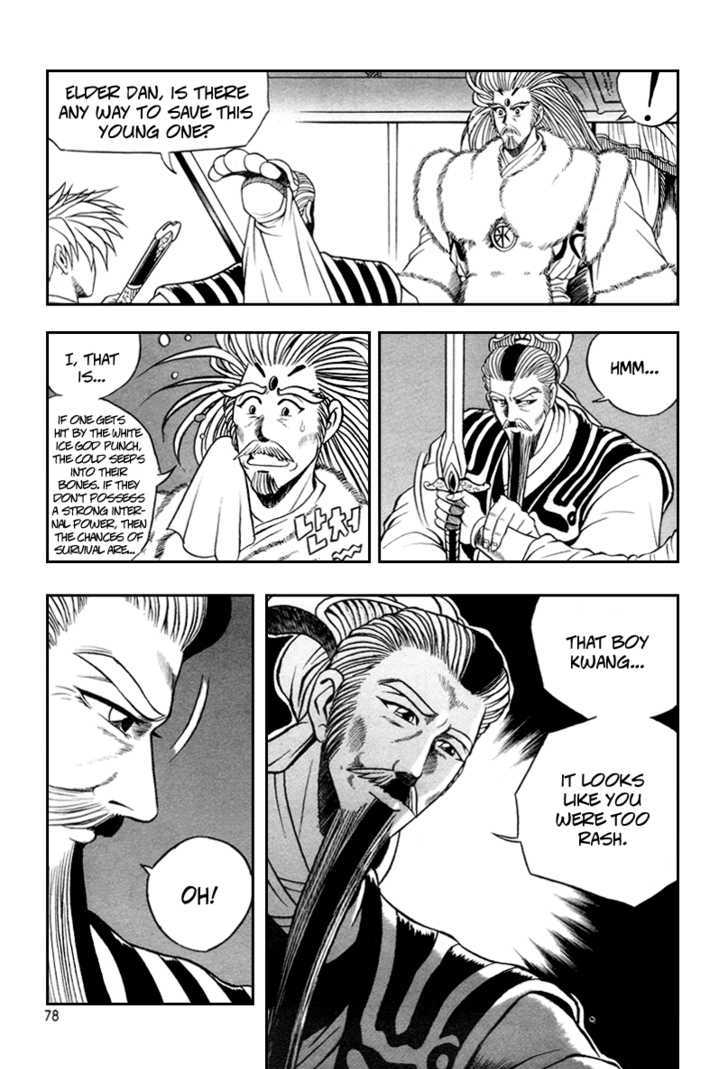 ELDER DAN, IS THERE
ANY WAY TO SAVE THIS
YOUNG ONE?
!
I, THAT
IS...
IF ONE GETS
HIT BY THE WHITE
ICE GOD PUNCH,
THE COLD SEEPS
INTO THEIR
BONES. IF THEY
DON'T POSSESS
A STRONG INTER-
NAL POWER, THEN
THE CHANCES OF
SURVIVAL ARE...
HMM...
OH!
THAT BOY
KWANG...
IT LOOKS
LIKE YOU
WERE TOO
RASH.
78